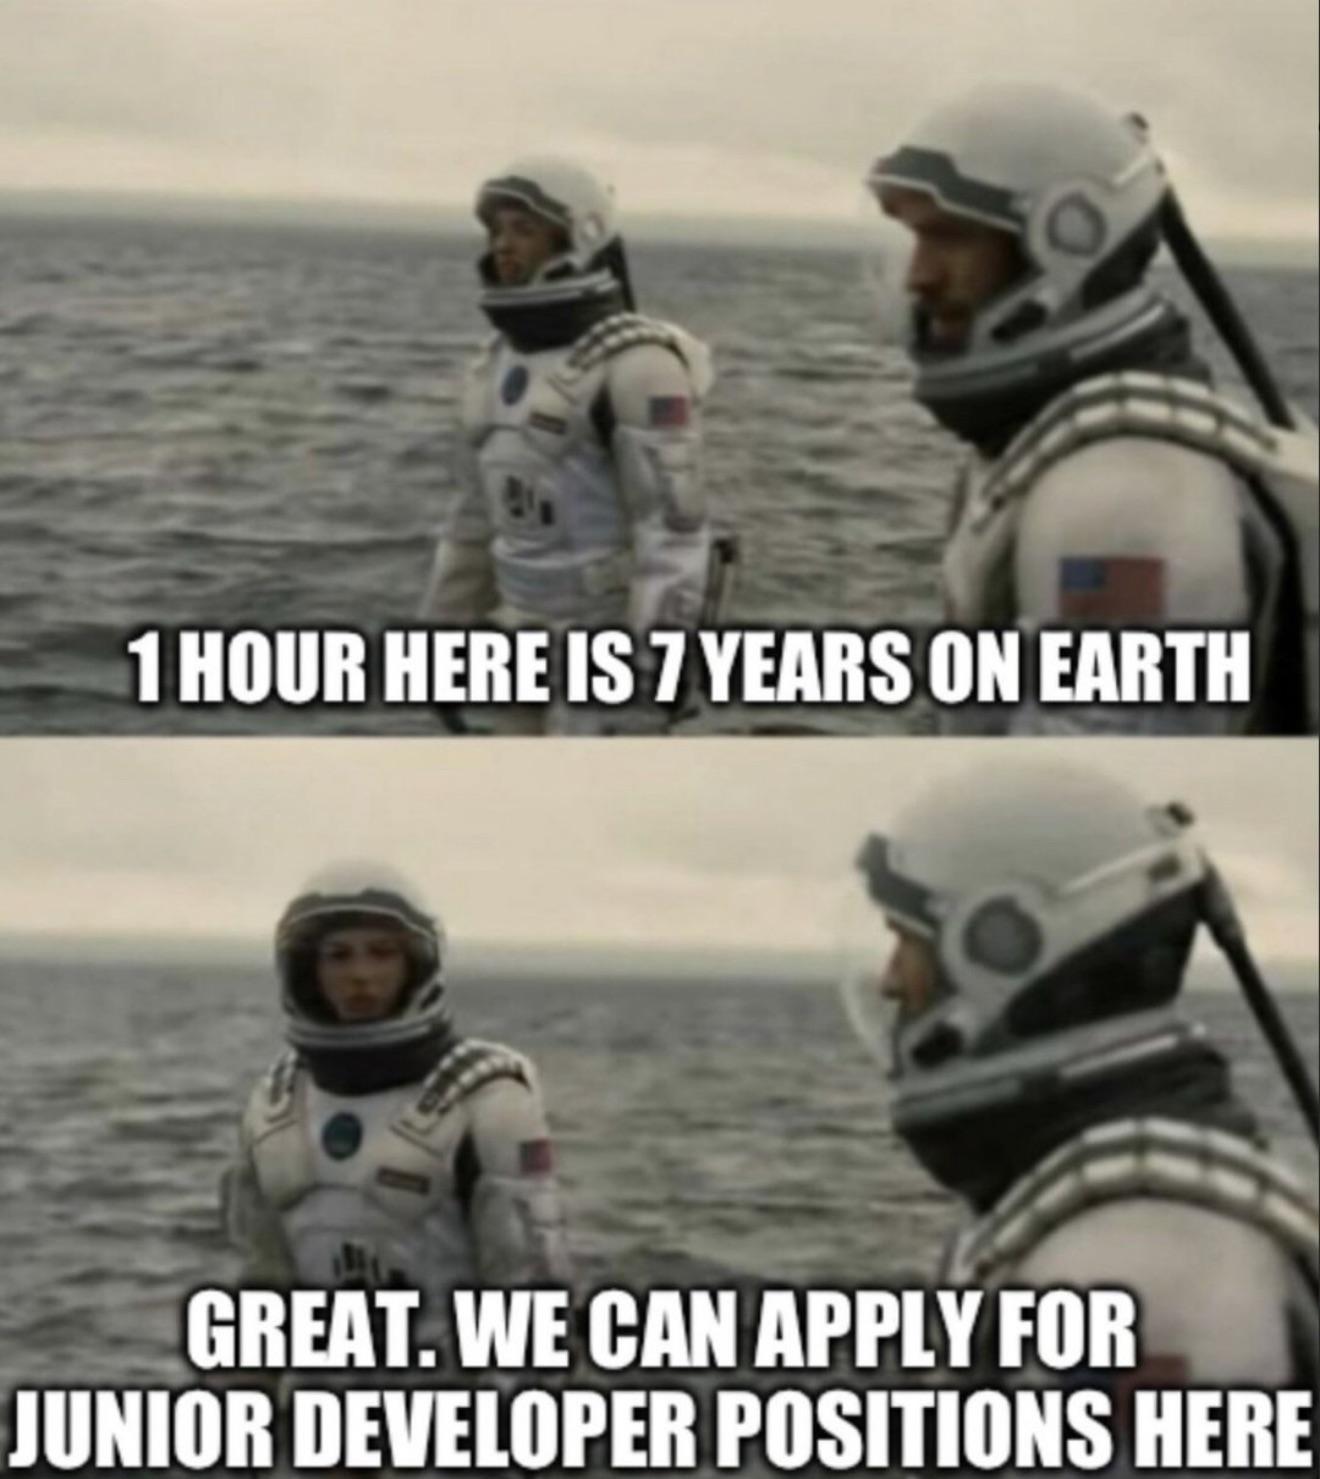 1 HOUR HERE IS 7 YEARS ON EARTH
GREAT. WE CAN APPLY FOR
JUNIOR DEVELOPER POSITIONS HERE